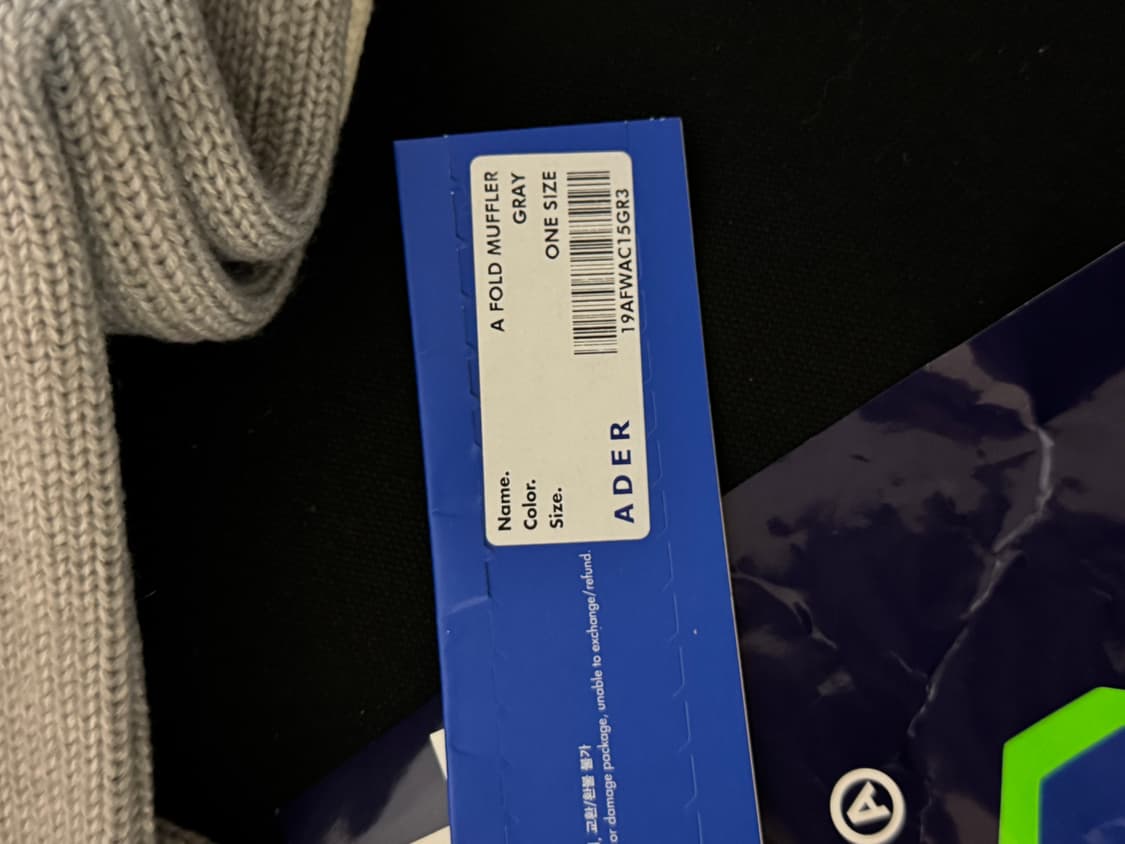 Name. A FOLD MUFFLER
Color. GRAY
Size. ONE SIZE
19AFWAC15GR3
ADER
, 교환/환불 불가
or damage package, unable to exchange/refund.
A